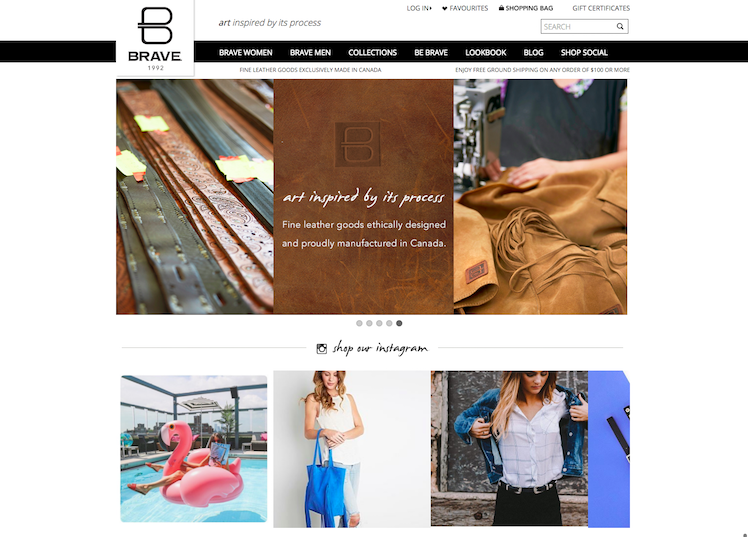 LOG IN
FAVOURITES
SHOPPING BAG
GIFT CERTIFICATES
art inspired by its process
SEARCH
B
BRAVE
1992
BRAVE WOMEN
BRAVE MEN
COLLECTIONS
BE BRAVE
LOOKBOOK
BLOG
SHOP SOCIAL
FINE LEATHER GOODS EXCLUSIVELY MADE IN CANADA
ENJOY FREE GROUND SHIPPING ON ANY ORDER OF $100 OR MORE
B
art inspired by its process
Fine leather goods ethically designed
and proudly manufactured in Canada.
shop our instagram